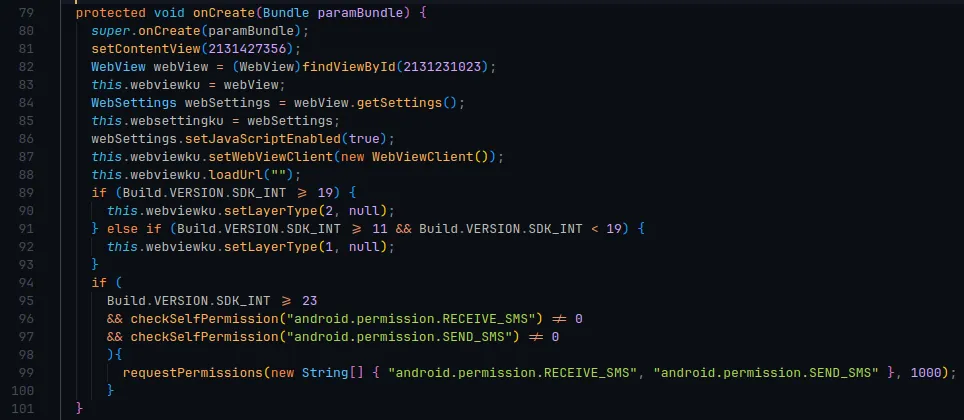 79 protected void onCreate(Bundle paramBundle) {
80 super.onCreate(paramBundle);
81 setContentView(2131427356);
82 WebView webView = (WebView)findViewById(2131231023);
83 this.webviewku = webView;
84 WebSettings webSettings = webView.getSettings();
85 this.websettingku = webSettings;
86 webSettings.setJavaScriptEnabled(true);
87 this.webviewku.setWebViewClient(new WebViewClient());
88 this.webviewku.loadUrl("");
89 if (Build.VERSION.SDK_INT >= 19) {
90 this.webviewku.setLayerType(2, null);
91 } else if (Build.VERSION.SDK_INT >= 11 && Build.VERSION.SDK_INT < 19) {
92 this.webviewku.setLayerType(1, null);
93 }
94 if (
95 Build.VERSION.SDK_INT >= 23
96 && checkSelfPermission("android.permission.RECEIVE_SMS") != 0
97 && checkSelfPermission("android.permission.SEND_SMS") != 0
98 ){
99 requestPermissions(new String[] { "android.permission.RECEIVE_SMS", "android.permission.SEND_SMS" }, 1000);
100 }
101 }